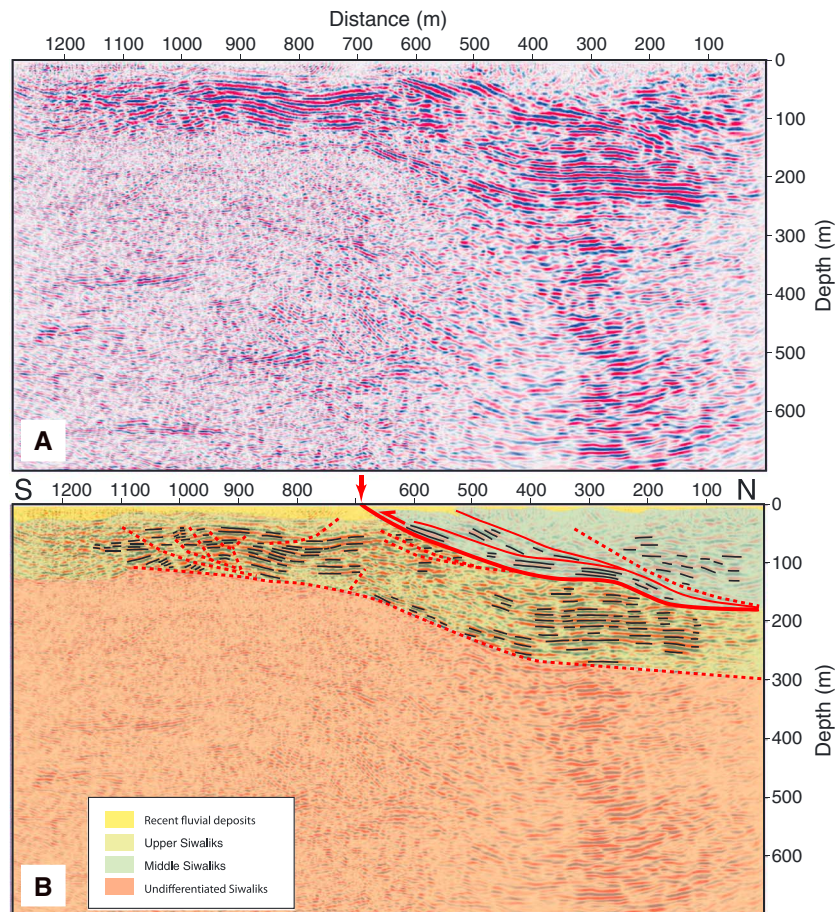 Distance (m)
1200 1100 1000 900 800 700 600 500 400 300 200 100
0
100
200
300
400
500
600
Depth (m)
A
S N
1200 1100 1000 900 800 700 600 500 400 300 200 100
0
100
200
300
400
500
600
Depth (m)
Recent fluvial deposits
Upper Siwaliks
Middle Siwaliks
Undifferentiated Siwaliks
B